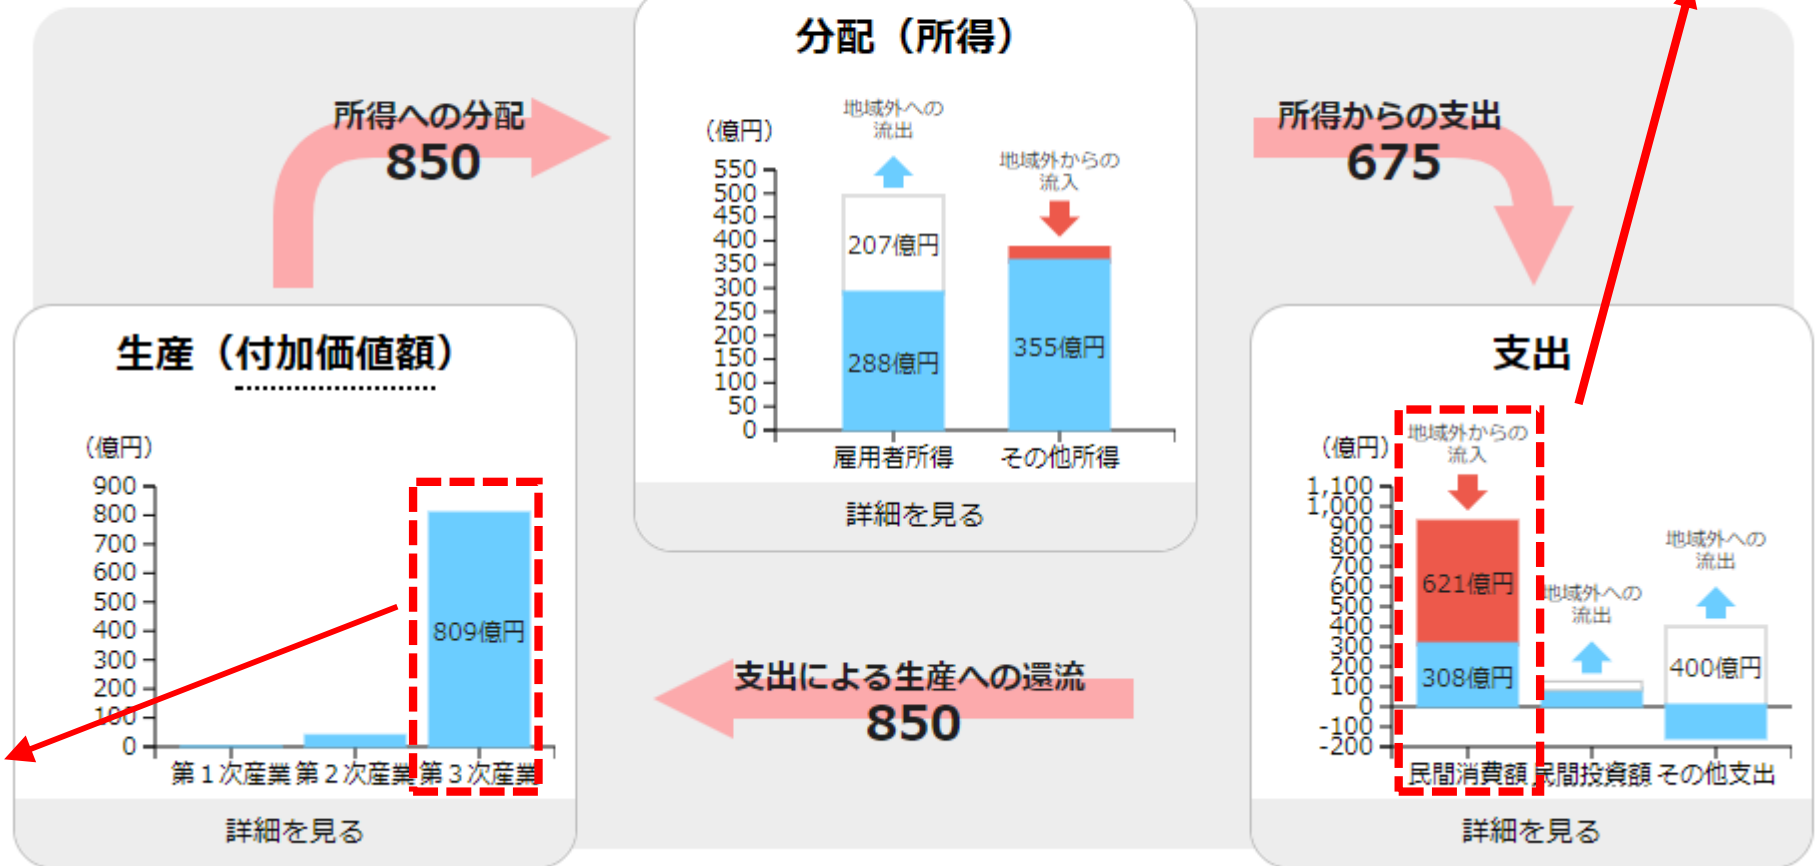 分配（所得）
所得への分配
850
所得からの支出
675
（億円）
地域外への
流出
地域外からの
流入
550
500
450
400
350
300
250
200
150
100
50
0
207億円
288億円
355億円
雇用者所得
その他所得
詳細を見る
生産（付加価値額）
（億円）
900
800
700
600
500
400
300
200
100
0
809億円
第１次産業
第２次産業
第３次産業
詳細を見る
支出による生産への還流
850
支出
（億円）
地域外からの
流入
地域外への
流出
地域外への
流出
1,100
1,000
900
800
700
600
500
400
300
200
100
0
-100
-200
621億円
308億円
400億円
民間消費額
民間投資額
その他支出
詳細を見る